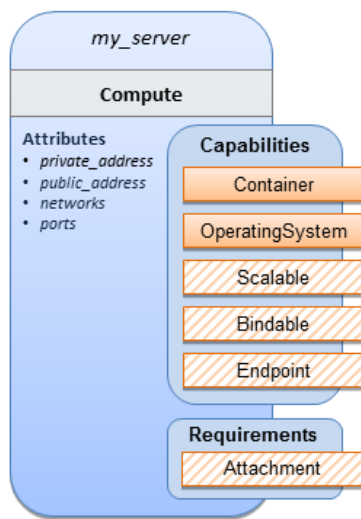 my_server
Compute
Attributes
• private_address
• public_address
• networks
• ports
Capabilities
Container
OperatingSystem
Scalable
Bindable
Endpoint
Requirements
Attachment